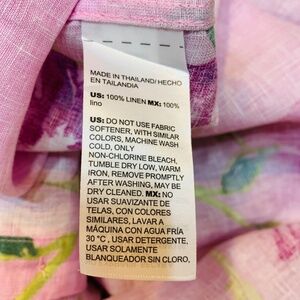 MADE IN THAILAND/ HECHO
EN TAILANDIA
US: 100% LINEN MX: 100%
lino
US: DO NOT USE FABRIC
SOFTENER, WITH SIMILAR
COLORS, MACHINE WASH
COLD, ONLY
NON-CHLORINE BLEACH,
TUMBLE DRY LOW, WARM
IRON, REMOVE PROMPTLY
AFTER WASHING, MAY BE
DRY CLEANED. MX: NO
USAR SUAVIZANTE DE
TELAS, CON COLORES
SIMILARES, LAVAR A
MÁQUINA CON AGUA FRÍA
30 °C , USAR DETERGENTE,
USAR SOLAMENTE
BLANQUEADOR SIN CLORO,